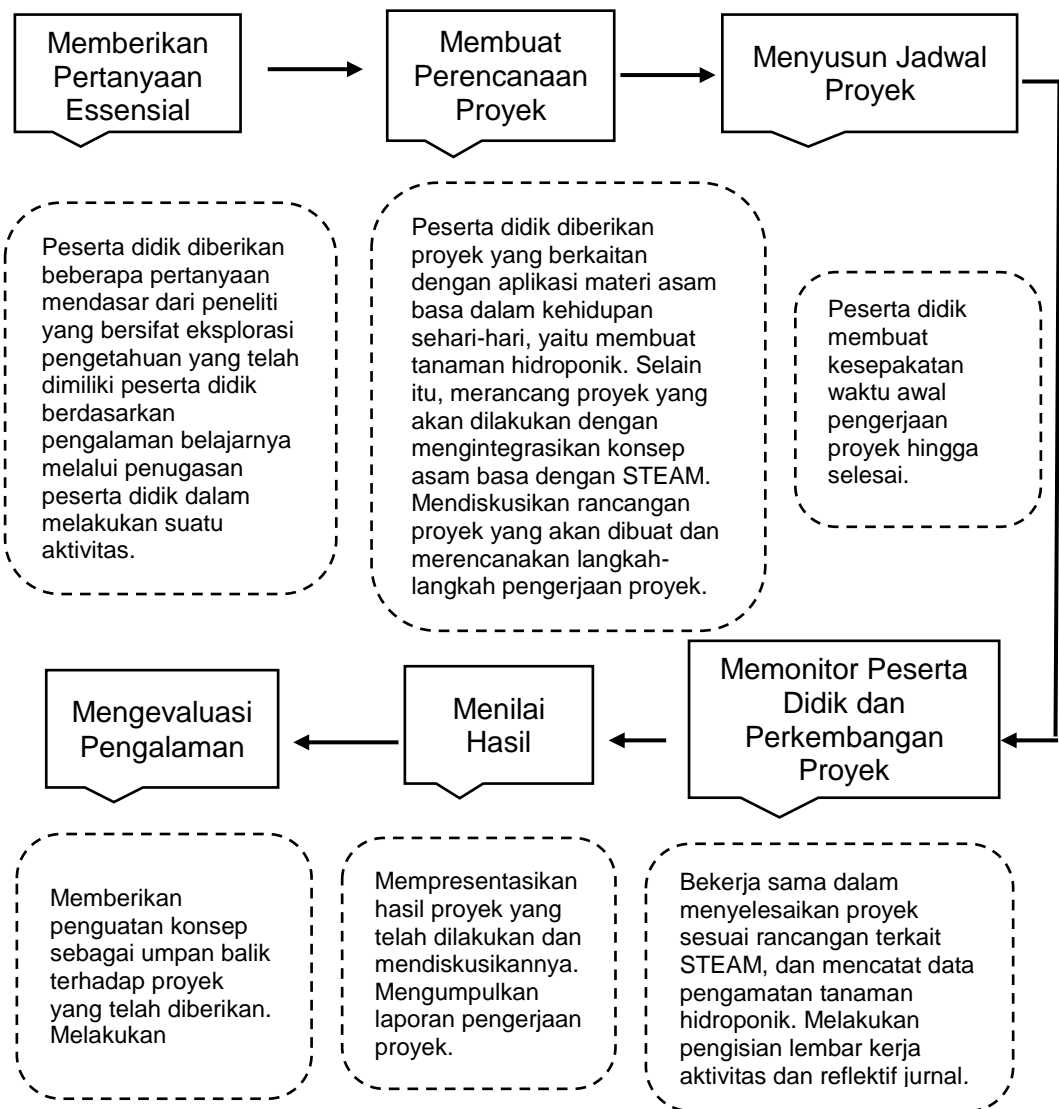 Memberikan
Pertanyaan
Essensial
Membuat
Perencanaan
Proyek
Menyusun Jadwal
Proyek
Peserta didik diberikan
beberapa pertanyaan
mendasar dari peneliti
yang bersifat eksplorasi
pengetahuan yang telah
dimiliki peserta didik
berdasarkan
pengalaman belajarnya
melalui penugasan
peserta didik dalam
melakukan suatu
aktivitas.
Peserta didik diberikan
proyek yang berkaitan
dengan aplikasi materi asam
basa dalam kehidupan
sehari-hari, yaitu membuat
tanaman hidroponik. Selain
itu, merancang proyek yang
akan dilakukan dengan
mengintegrasikan konsep
asam basa dengan STEAM.
Mendiskusikan rancangan
proyek yang akan dibuat dan
merencanakan langkah-
langkah pengerjaan proyek.
Peserta didik
membuat
kesepakatan
waktu awal
pengerjaan
proyek hingga
selesai.
Memonitor Peserta
Didik dan
Perkembangan
Proyek
Menilai
Hasil
Mengevaluasi
Pengalaman
Bekerja sama dalam
menyelesaikan proyek
sesuai rancangan terkait
STEAM, dan mencatat data
pengamatan tanaman
hidroponik. Melakukan
pengisian lembar kerja
aktivitas dan reflektif jurnal.
Mempresentasikan
hasil proyek yang
telah dilakukan dan
mendiskusikannya.
Mengumpulkan
laporan pengerjaan
proyek.
Memberikan
penguatan konsep
sebagai umpan balik
terhadap proyek
yang telah diberikan.
Melakukan